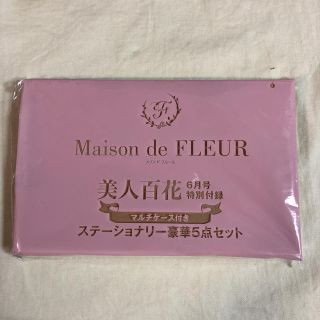 F
Maison de FLEUR
メゾン ド フルール
美人百花 6月号
特別付録
マルチケース付き
ステーショナリー豪華5点セット